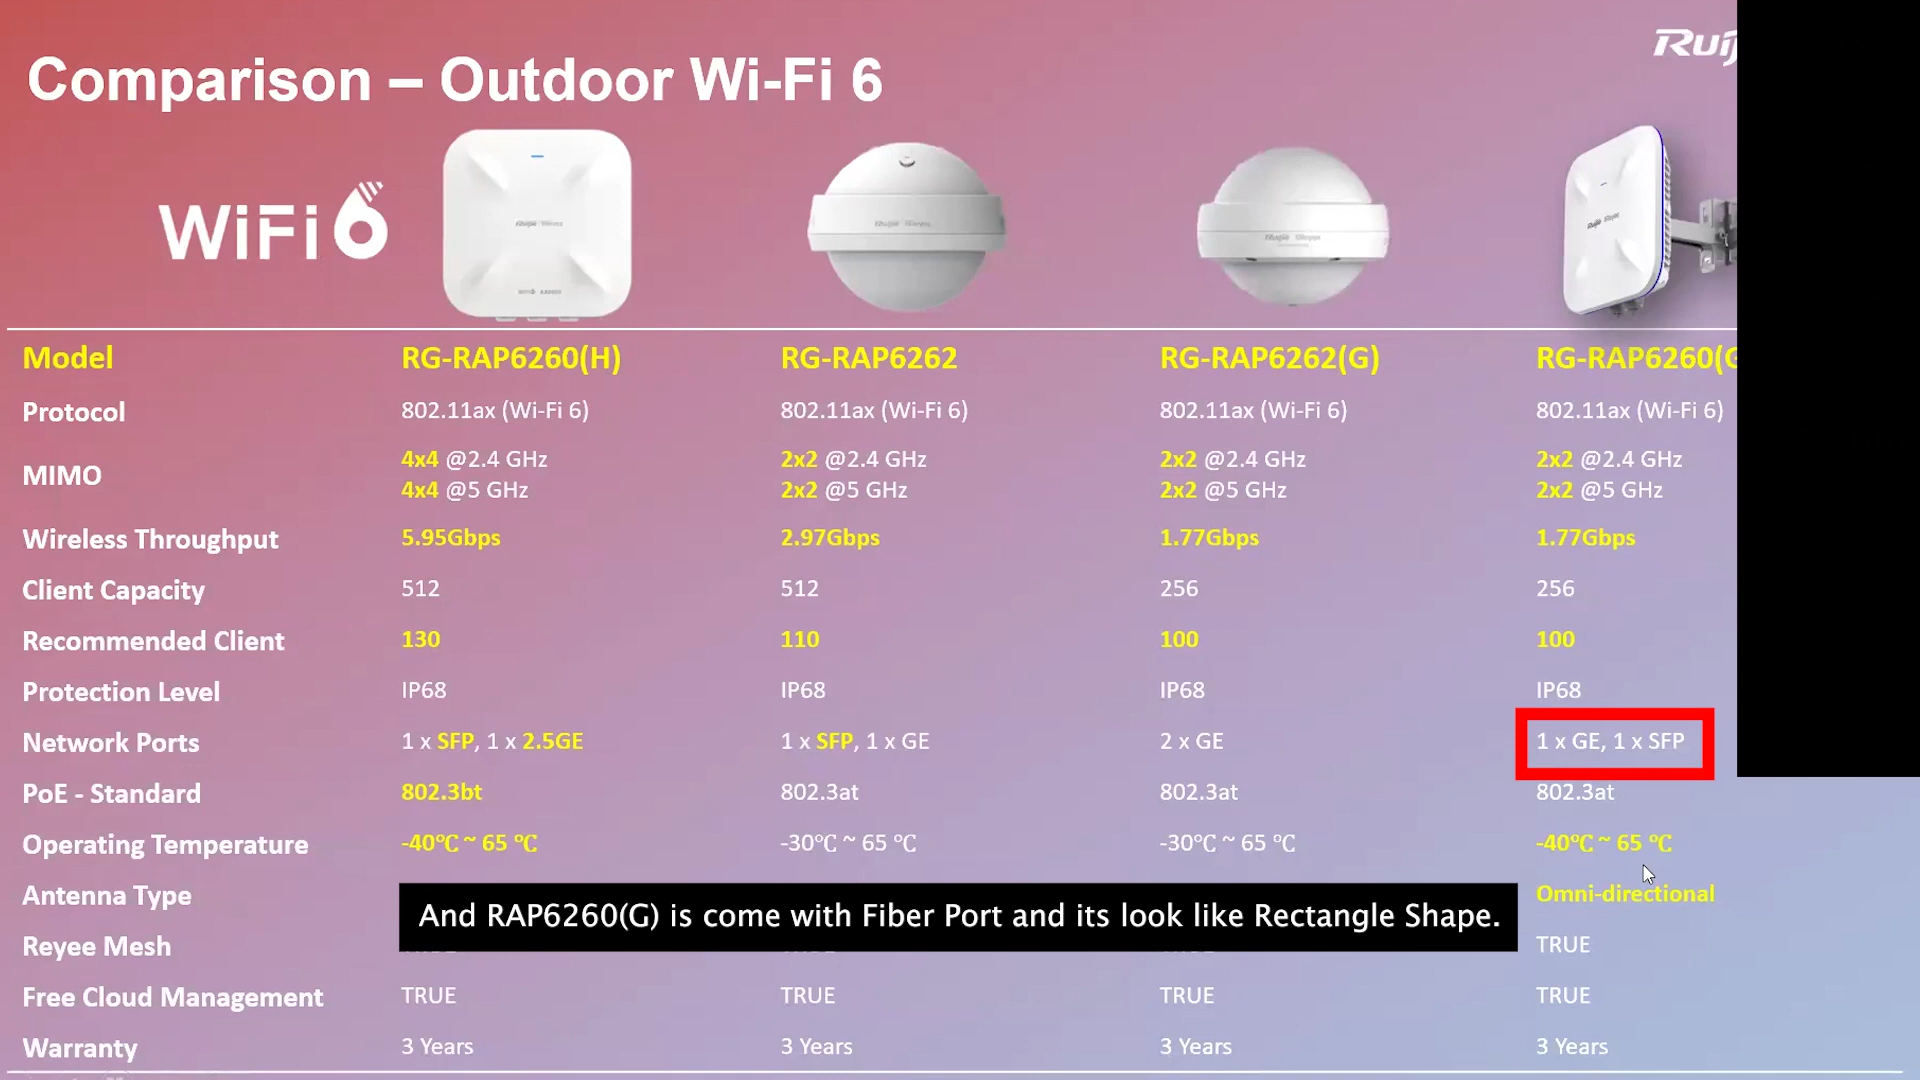 Comparison – Outdoor Wi-Fi 6
WiFi 6
Model RG-RAP6260(H) RG-RAP6262 RG-RAP6262(G)
Protocol 802.11ax (Wi-Fi 6) 802.11ax (Wi-Fi 6) 802.11ax (Wi-Fi 6) 802.11ax (Wi-Fi 6)
MIMO 4x4 @2.4 GHz 2x2 @2.4 GHz 2x2 @2.4 GHz 2x2 @2.4 GHz
4x4 @5 GHz 2x2 @5 GHz 2x2 @5 GHz 2x2 @5 GHz
Wireless Throughput 5.95Gbps 2.97Gbps 1.77Gbps 1.77Gbps
Client Capacity 512 512 256 256
Recommended Client 130 110 100 100
Protection Level IP68 IP68 IP68 IP68
Network Ports 1 x SFP, 1 x 2.5GE 1 x SFP, 1 x GE 2 x GE 1 x GE, 1 x SFP
PoE - Standard 802.3bt 802.3at 802.3at 802.3at
Operating Temperature -40℃ ~ 65 ℃ -30℃ ~ 65 ℃ -30℃ ~ 65 ℃ -40℃ ~ 65 ℃
Antenna Type Omni-directional
And RAP6260(G) is come with Fiber Port and its look like Rectangle Shape.
Reyee Mesh TRUE
Free Cloud Management TRUE TRUE TRUE TRUE
Warranty 3 Years 3 Years 3 Years 3 Years